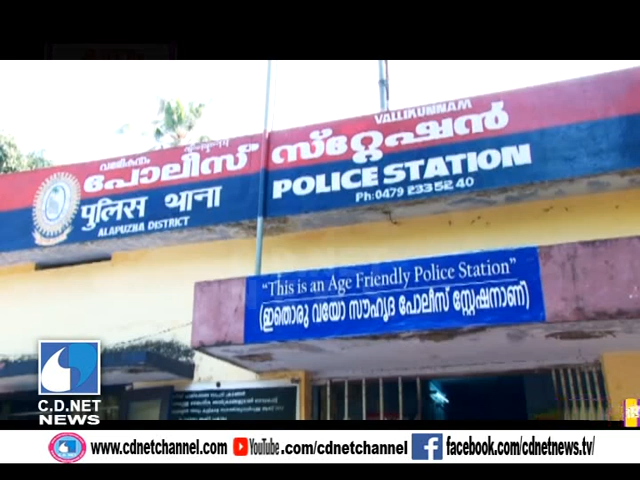 VALLIKUNNAM
വള്ളികുന്നം
പോലീസ് സ്റ്റേഷൻ
पुलिस थाना POLICE STATION
ALAPUZHA DISTRICT
Ph:0479 233 52 40
“This is an Age Friendly Police Station”
(ഇതൊരു വയോ സൗഹൃദ പോലീസ് സ്റ്റേഷനാണ്)
C.D.NET
NEWS
www.cdnetchannel.com YouTube.com/cdnetchannel facebook.com/cdnetnews.tv/